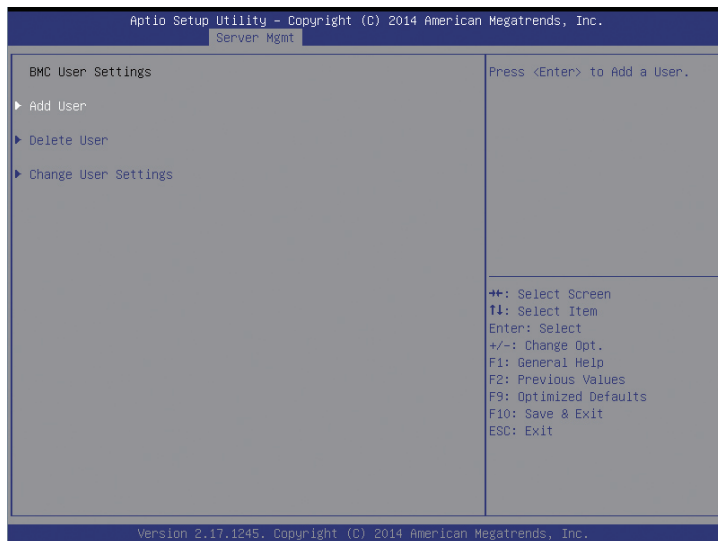 Aptio Setup Utility – Copyright (C) 2014 American Megatrends, Inc.
Server Mgmt
BMC User Settings
Press <Enter> to Add a User.
► Add User
► Delete User
► Change User Settings
→←: Select Screen
↑↓: Select Item
Enter: Select
+/-: Change Opt.
F1: General Help
F2: Previous Values
F9: Optimized Defaults
F10: Save & Exit
ESC: Exit
Version 2.17.1245. Copyright (C) 2014 American Megatrends, Inc.